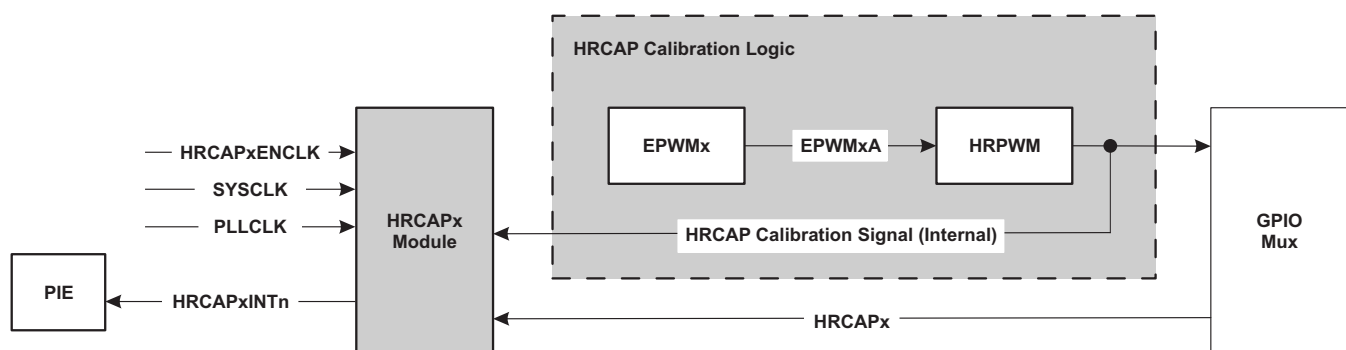 HRCAP Calibration Logic
EPWMx
EPWMxA
HRPWM
HRCAPxENCLK
SYSCLK
PLLCLK
HRCAPx
Module
HRCAP Calibration Signal (Internal)
GPIO
Mux
PIE
HRCAPxINTn
HRCAPx